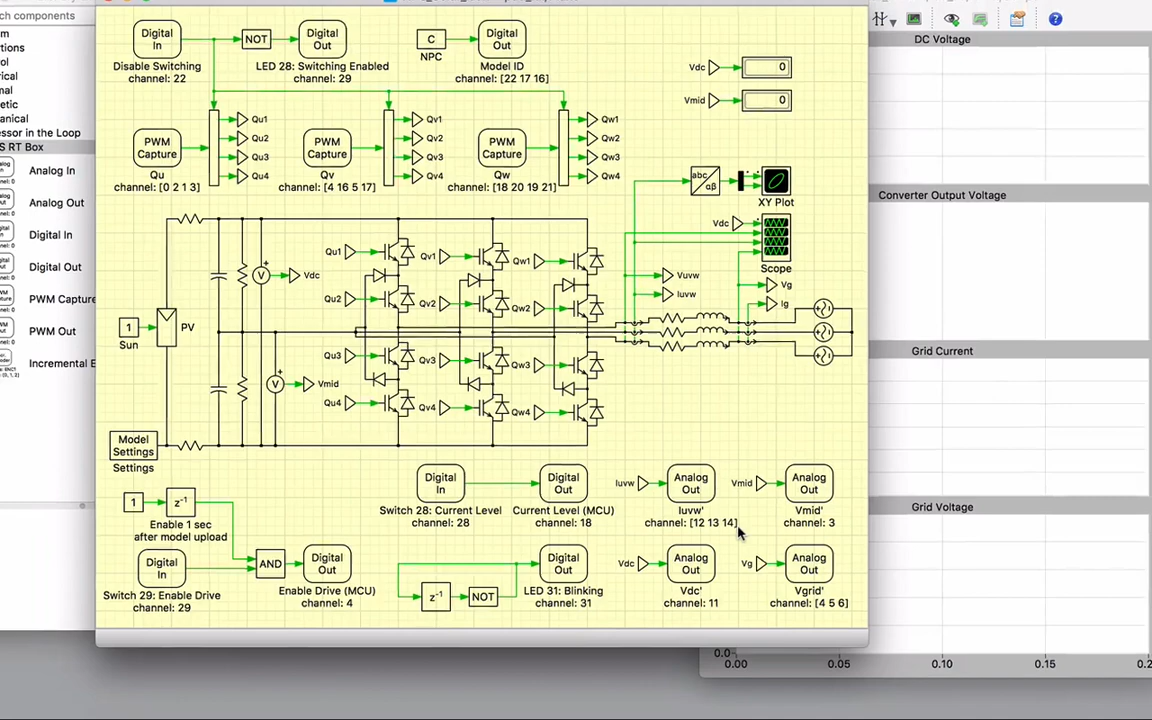 ch components
S RT Box
Analog In
Analog Out
Digital In
Digital Out
PWM Capture
PWM Out
Incremental E
essor in the Loop
Digital
In
Disable Switching
channel: 22
NOT
Digital
Out
LED 28: Switching Enabled
channel: 29
C
NPC
Digital
Out
Model ID
channel: [22 17 16]
Vdc
0
Vmid
0
PWM
Capture
Qu
channel: [0 2 1 3]
Qu1
Qu2
Qu3
Qu4
PWM
Capture
Qv
channel: [4 16 5 17]
Qv1
Qv2
Qv3
Qv4
PWM
Capture
Qw
channel: [18 20 19 21]
Qw1
Qw2
Qw3
Qw4
abc
αβ
XY Plot
Vdc
Scope
Vuvw
Iuvw
Vg
Ig
1
Sun
PV
V
Vdc
V
Vmid
Qu1
Qu2
Qu3
Qu4
Qv1
Qv2
Qv3
Qv4
Qw1
Qw2
Qw3
Qw4
Model
Settings
Settings
1
z-1
Enable 1 sec
after model upload
Digital
In
Switch 29: Enable Drive
channel: 29
AND
Digital
Out
Enable Drive (MCU)
channel: 4
Digital
In
Switch 28: Current Level
channel: 28
Digital
Out
Current Level (MCU)
channel: 18
z-1
NOT
Digital
Out
LED 31: Blinking
channel: 31
Iuvw
Analog
Out
Iuvw'
channel: [12 13 14]
Vmid
Analog
Out
Vmid'
channel: 3
Vdc
Analog
Out
Vdc'
channel: 11
Vg
Analog
Out
Vgrid'
channel: [4 5 6]
DC Voltage
Converter Output Voltage
Grid Current
Grid Voltage
0.0
0.00
0.05
0.10
0.15
0.2